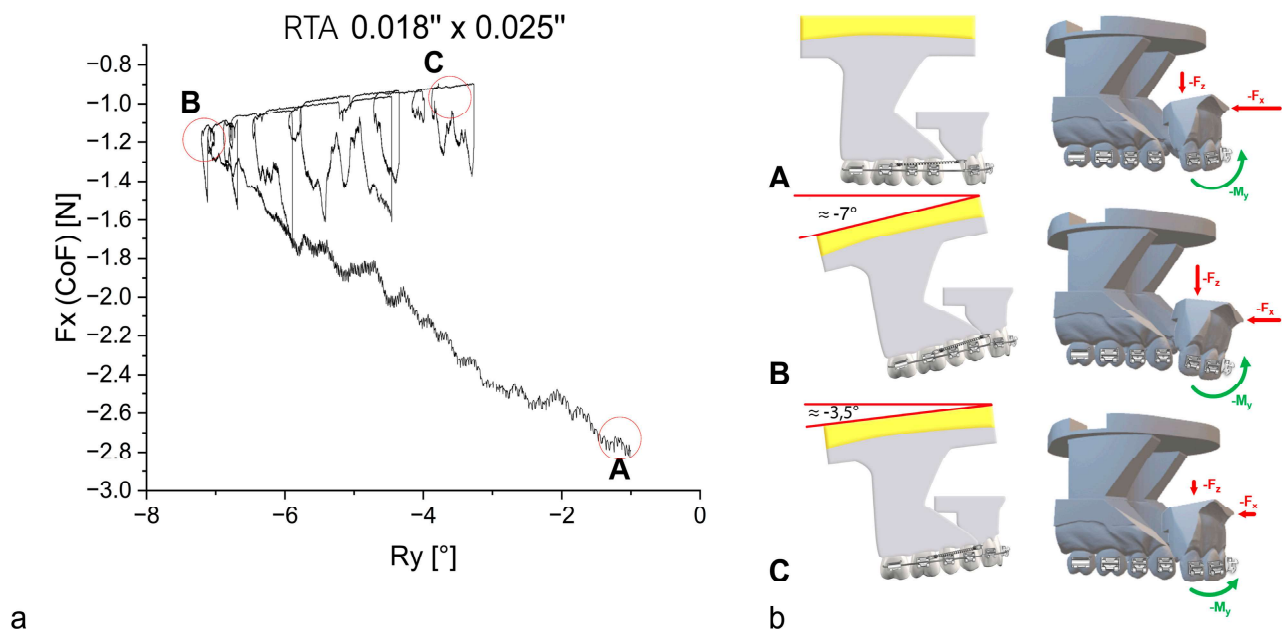 RTA 0.018" x 0.025"
Fx (CoF) [N]
−0.8
−1.0
−1.2
−1.4
−1.6
−1.8
−2.0
−2.2
−2.4
−2.6
−2.8
−3.0
B
C
A
−8
−6
−4
−2
0
Ry [°]
a
A
-Fz
-Fx
-My
≈ -7°
B
-Fz
-Fx
-My
≈ -3,5°
C
-Fz
-Fx
-My
b